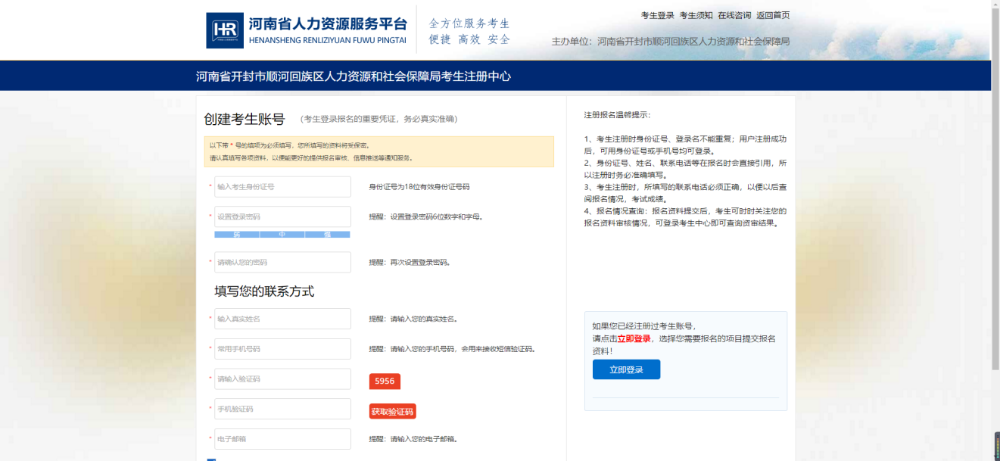 考生登录 考生须知 在线咨询 返回首页
HR
河南省人力资源服务平台
HENANSHENG RENLIZIYUAN FUWU PINGTAI
全方位服务考生
便捷 高效 安全
主办单位：河南省开封市顺河回族区人力资源和社会保障局
河南省开封市顺河回族区人力资源和社会保障局考生注册中心
创建考生账号 （考生登录报名的重要凭证，务必真实准确）
以下带 * 号的填项为必须填写，您所填写的资料将受保密。
请认真填写各项资料，以便能更好的提供报名审核、信息推送等通知服务。
* 输入考生身份证号 身份证号为18位有效身份证号码
* 设置登录密码 提醒：设置登录密码6位数字和字母。
弱 中 强
* 请确认您的密码 提醒：再次设置登录密码。
填写您的联系方式
* 输入真实姓名 提醒：请输入您的真实姓名。
* 常用手机号码 提醒：请输入您的手机号码，会用来接收短信验证码。
* 请输入验证码 5956
* 手机验证码 获取验证码
* 电子邮箱 提醒：请输入您的电子邮箱。
注册报名温馨提示：
1、考生注册时身份证号、登录名不能重复；用户注册成功
后，可用身份证号或手机号均可登录。
2、身份证号、姓名、联系电话等在报名时会直接引用，所
以注册时务必准确填写。
3、考生注册时，所填写的联系电话必须正确，以便以后查
阅报名情况，考试成绩。
4、报名情况查询：报名资料提交后，考生可时时关注您的
报名资料审核情况，可登录考生中心即可查询资审结果。
如果您已经注册过考生账号，
请点击立即登录，选择您需要报名的项目提交报名
资料！
立即登录